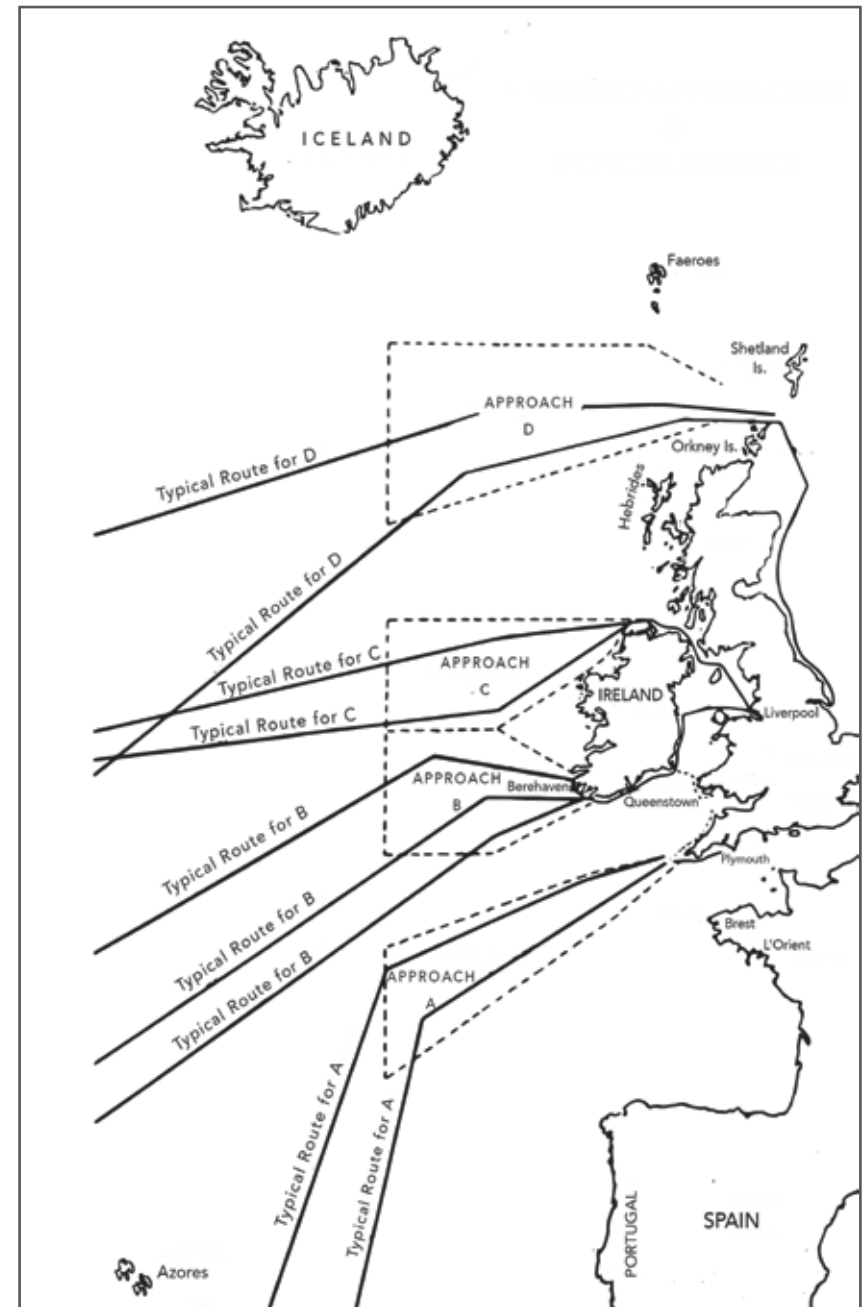 ICELAND
Faeroes
Shetland
Is.
APPROACH
D
Orkney Is.
Typical Route for D
Hebrides
Typical Route for D
Typical Route for C
APPROACH
C
IRELAND
Typical Route for C
Liverpool
APPROACH
B
Berehaven
Queenstown
Typical Route for B
Plymouth
Typical Route for B
Brest
L'Orient
Typical Route for B
APPROACH
A
Typical Route for A
Typical Route for A
PORTUGAL
SPAIN
Azores